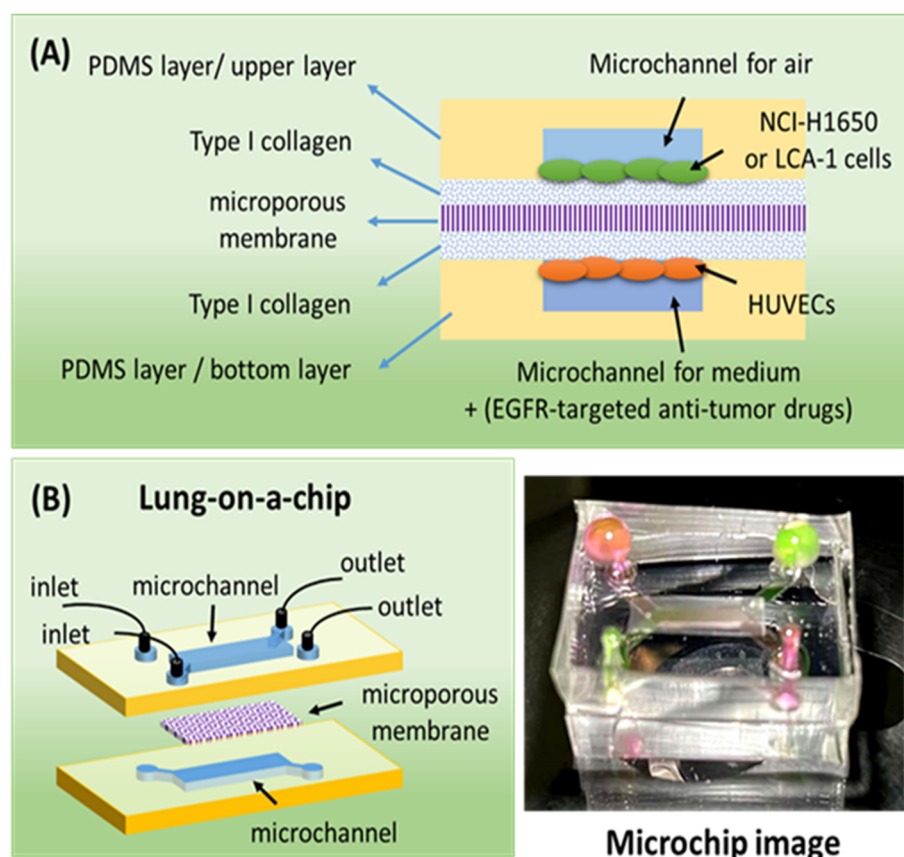 (A)
PDMS layer/ upper layer
Type I collagen
microporous
membrane
Type I collagen
PDMS layer / bottom layer
Microchannel for air
NCI-H1650
or LCA-1 cells
HUVECs
Microchannel for medium
+ (EGFR-targeted anti-tumor drugs)
(B)
Lung-on-a-chip
inlet
inlet
microchannel
outlet
outlet
microporous
membrane
microchannel
Microchip image